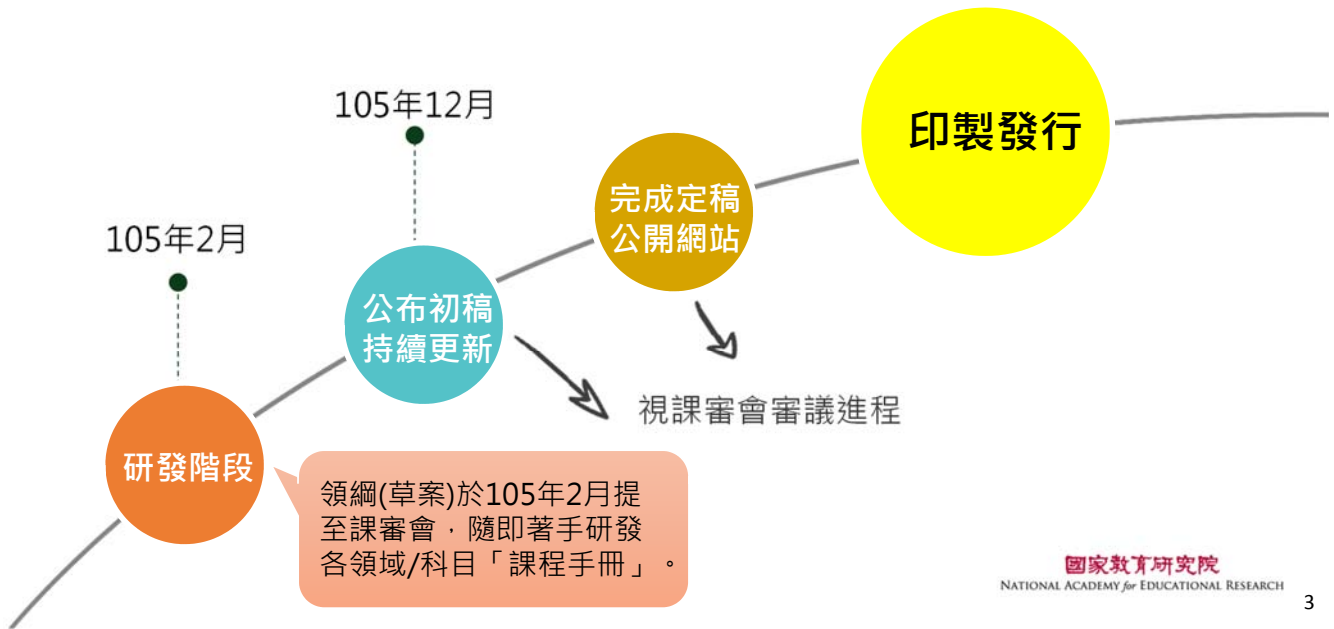 105年2月
研發階段
領綱(草案)於105年2月提
至課審會，隨即著手研發
各領域/科目「課程手冊」。
105年12月
公布初稿
持續更新
完成定稿
公開網站
視課審會審議進程
印製發行
國家教育研究院
NATIONAL ACADEMY for EDUCATIONAL RESEARCH
3